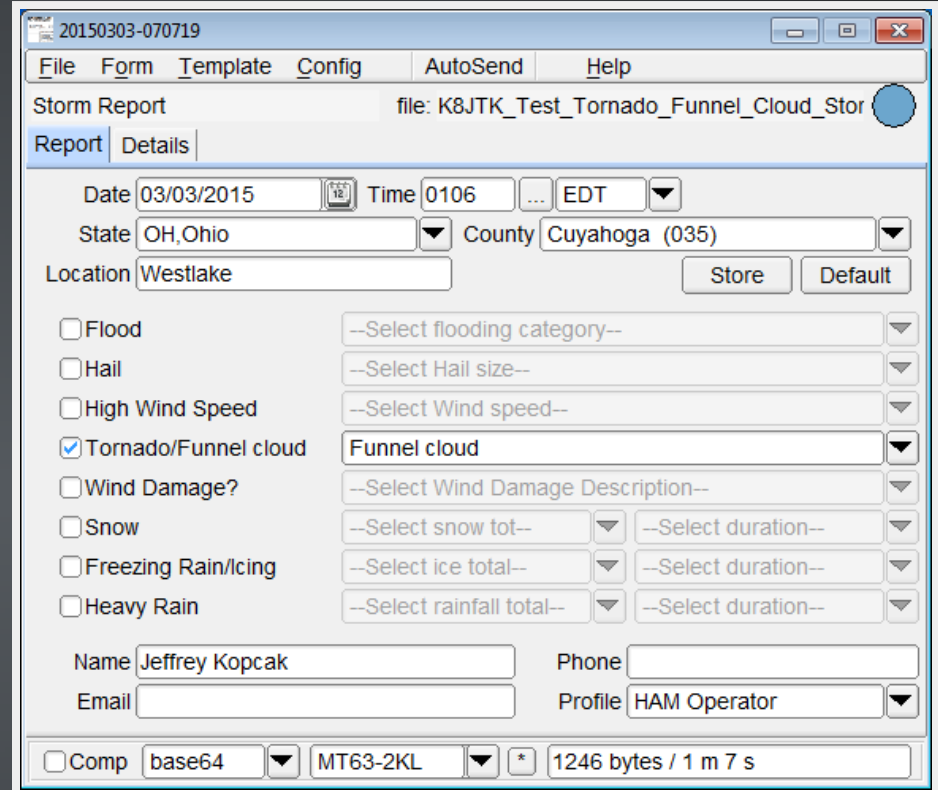 20150303-070719
File Form Template Config AutoSend Help
Storm Report file: K8JTK_Test_Tornado_Funnel_Cloud_Stor
Report Details
Date 03/03/2015 12 Time 0106 ... EDT
State OH,Ohio County Cuyahoga (035)
Location Westlake Store Default
Flood --Select flooding category--
Hail --Select Hail size--
High Wind Speed --Select Wind speed--
Tornado/Funnel cloud Funnel cloud
Wind Damage? --Select Wind Damage Description--
Snow --Select snow tot-- --Select duration--
Freezing Rain/Icing --Select ice total-- --Select duration--
Heavy Rain --Select rainfall total-- --Select duration--
Name Jeffrey Kopcak Phone
Email Profile HAM Operator
Comp base64 MT63-2KL * 1246 bytes / 1 m 7 s